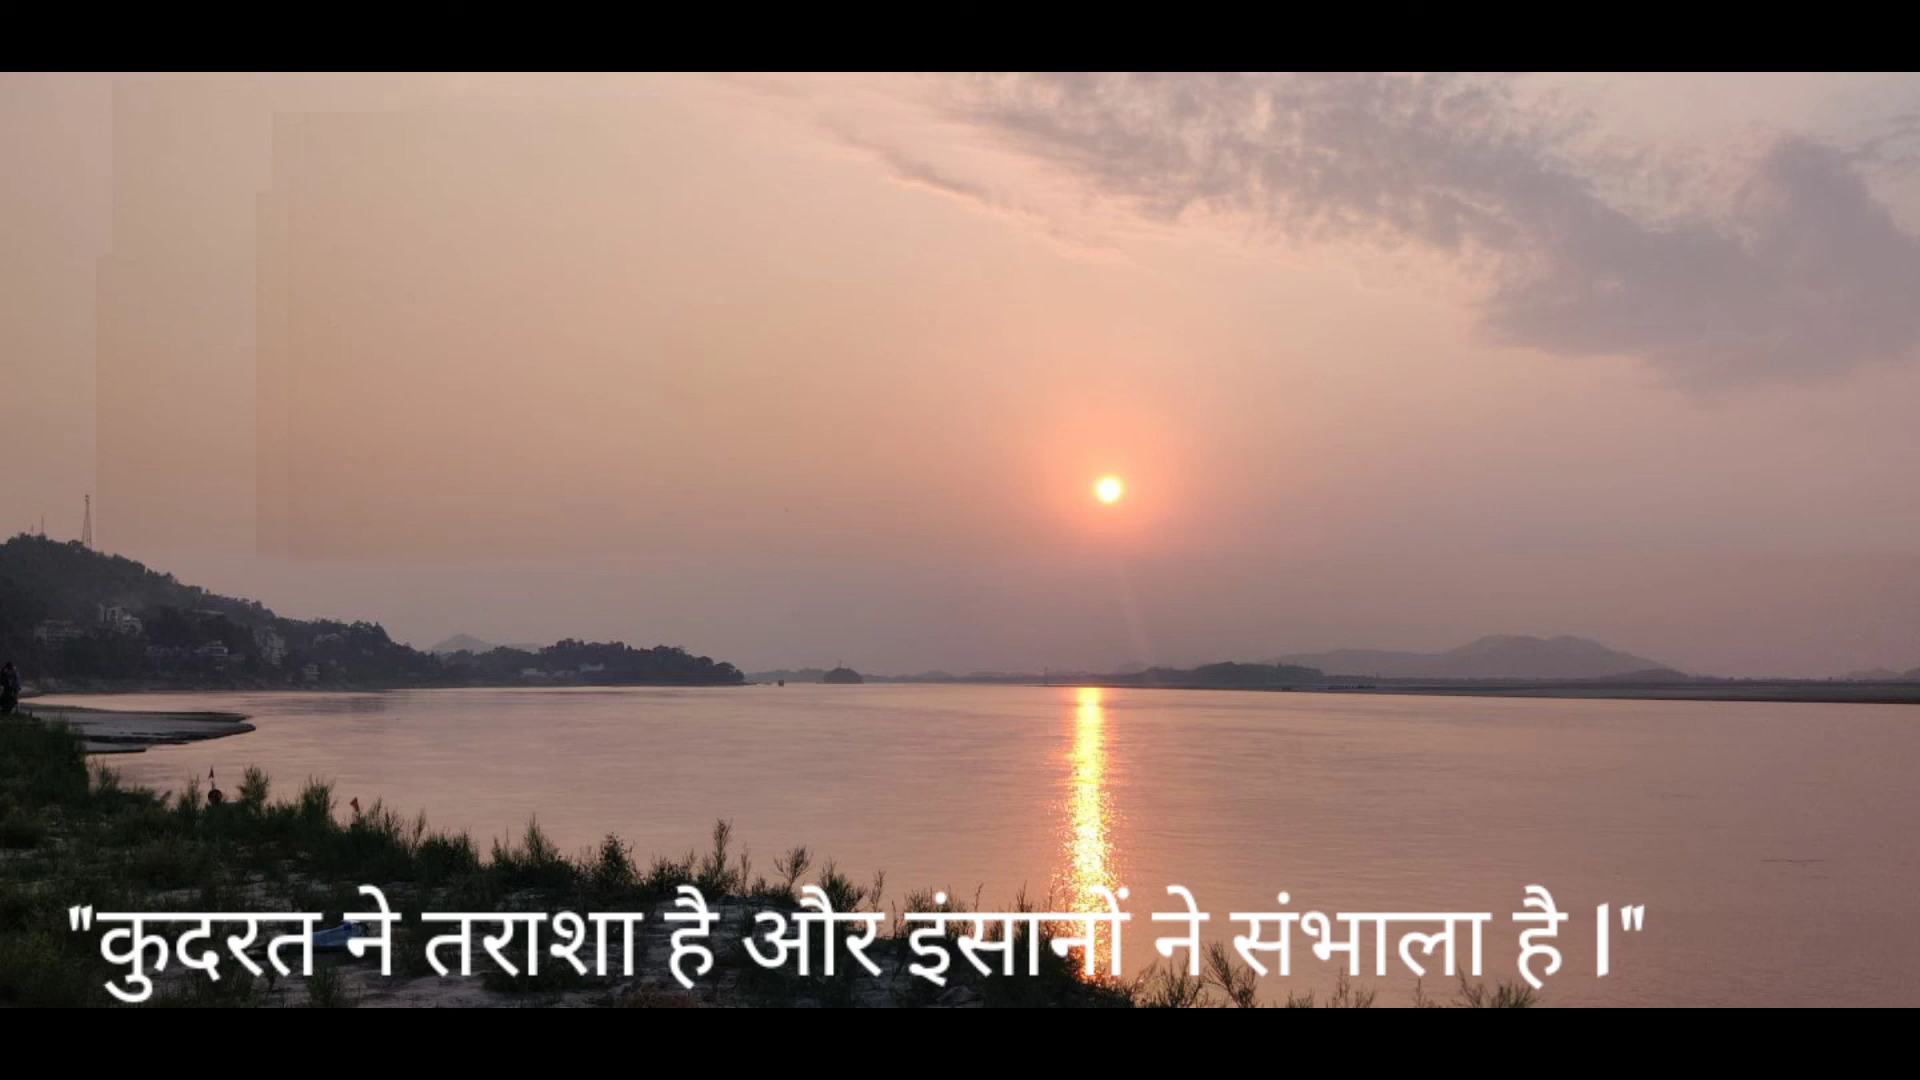 "कुदरत ने तराशा है और इंसानों ने संभाला है ।"